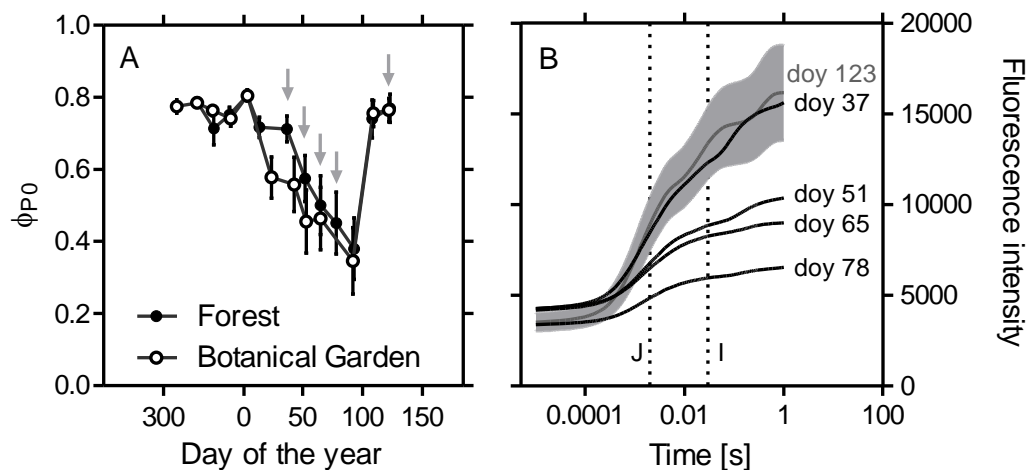 A
1.0
0.8
0.6
0.4
0.2
0.0
ϕP0
Forest
Botanical Garden
300
0
50
100
150
Day of the year
B
20000
15000
10000
5000
0
Fluorescence intensity
doy 123
doy 37
doy 51
doy 65
doy 78
J
I
0.0001
0.01
1
100
Time [s]